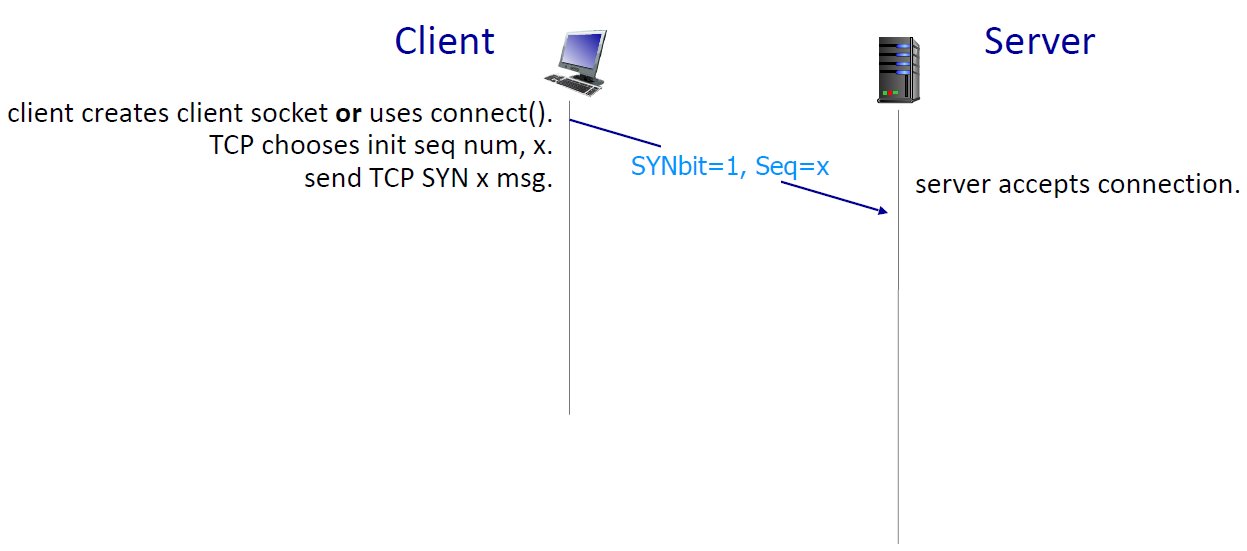 Client
Server
client creates client socket or uses connect().
TCP chooses init seq num, x.
send TCP SYN x msg.
SYNbit=1, Seq=x
server accepts connection.